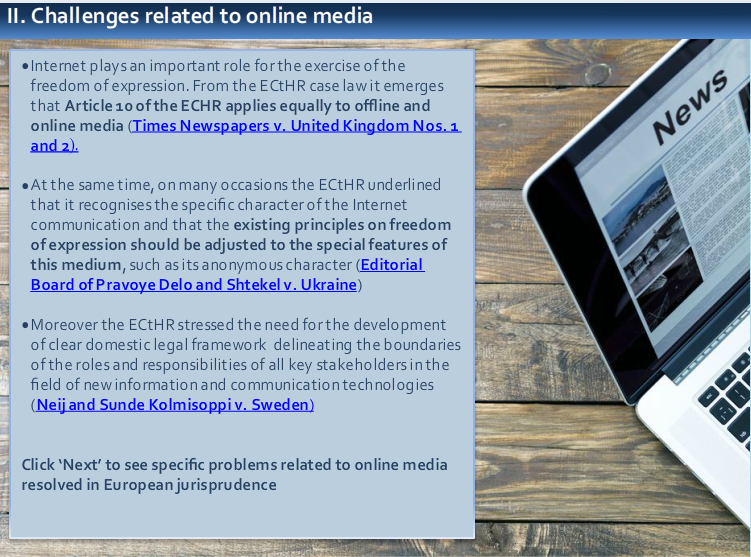 II. Challenges related to online media
•Internet plays an important role for the exercise of the
freedom of expression. From the ECtHR case law it emerges
that Article 10 of the ECHR applies equally to offline and
online media (Times Newspapers v. United Kingdom Nos. 1
and 2).
•At the same time, on many occasions the ECtHR underlined
that it recognises the specific character of the Internet
communication and that the existing principles on freedom
of expression should be adjusted to the special features of
this medium, such as its anonymous character (Editorial
Board of Pravoye Delo and Shtekel v. Ukraine)
•Moreover the ECtHR stressed the need for the development
of clear domestic legal framework delineating the boundaries
of the roles and responsibilities of all key stakeholders in the
field of new information and communication technologies
(Neij and Sunde Kolmisoppi v. Sweden)
Click ‘Next’ to see specific problems related to online media
resolved in European jurisprudence
News